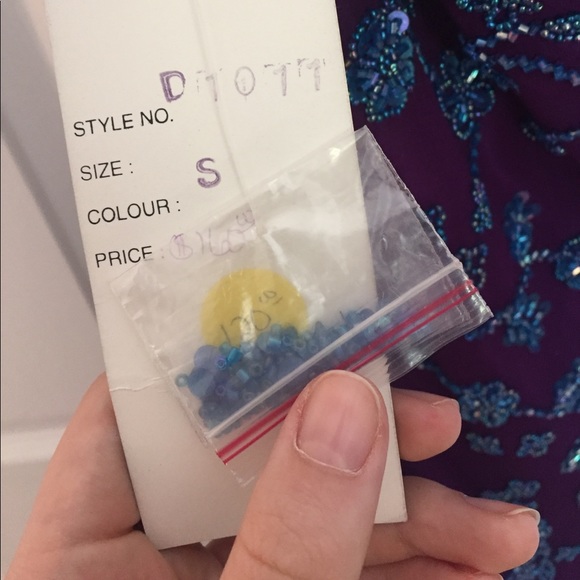 D1077
STYLE NO.
SIZE : S
COLOUR :
PRICE :